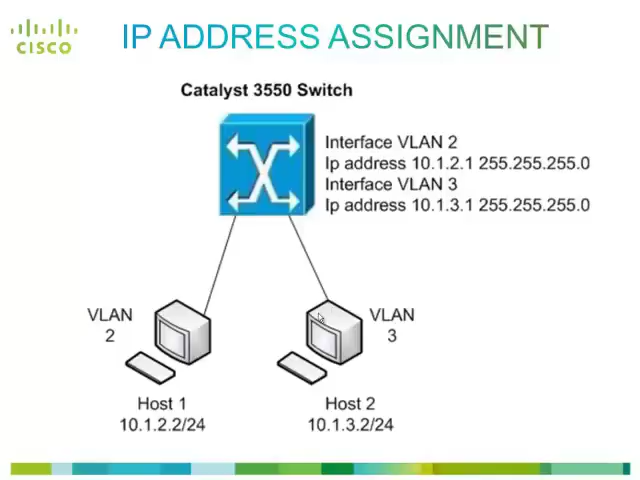 CISCO
IP ADDRESS ASSIGNMENT
Catalyst 3550 Switch
Interface VLAN 2
Ip address 10.1.2.1 255.255.255.0
Interface VLAN 3
Ip address 10.1.3.1 255.255.255.0
VLAN
2
VLAN
3
Host 1
10.1.2.2/24
Host 2
10.1.3.2/24